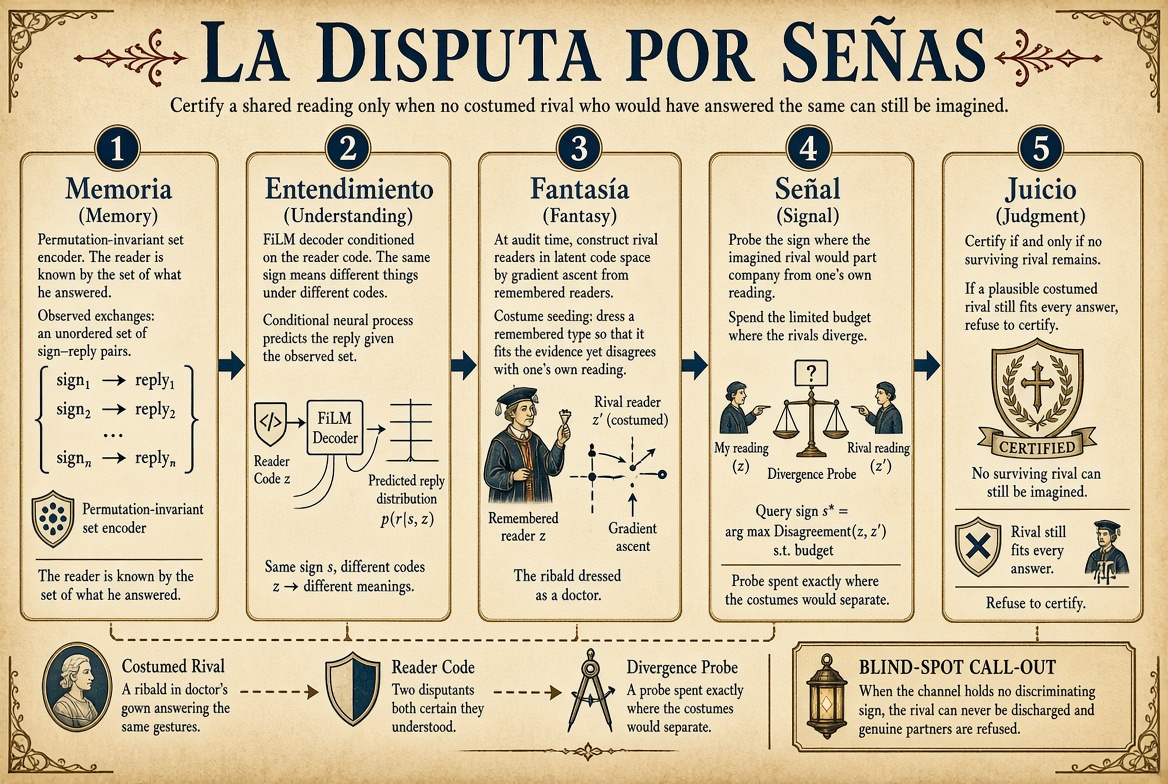 LA DISPUTA POR SEÑAS
Certify a shared reading only when no costumed rival who would have answered the same can still be imagined.
1
Memoria
(Memory)
Permutation-invariant set
encoder. The reader is
known by the set of what
he answered.
Observed exchanges:
an unordered set of
sign–reply pairs.
sign₁ → reply₁
sign₂ → reply₂
...
signₙ → replyₙ
Permutation-invariant
set encoder
The reader is known by the
set of what he answered.
2
Entendimiento
(Understanding)
FiLM decoder conditioned
on the reader code. The same
sign means different things
under different codes.
Conditional neural process
predicts the reply given
the observed set.
</>
FiLM
Decoder
Reader
Code z
Predicted reply
distribution
p(r|s, z)
Same sign s, different codes
z → different meanings.
3
Fantasía
(Fantasy)
At audit time, construct rival
readers in latent code space
by gradient ascent from
remembered readers.
Costume seeding: dress a
remembered type so that it
fits the evidence yet disagrees
with one's own reading.
Rival reader
z′ (costumed)
Remembered
reader z
Gradient
ascent
The ribald dressed
as a doctor.
4
Señal
(Signal)
Probe the sign where the
imagined rival would part
company from one's own
reading.
Spend the limited budget
where the rivals diverge.
?
My reading
(z)
Divergence Probe
Rival reading
(z′)
Query sign s* =
arg max Disagreement(z, z′)
s.t. budget
Probe spent exactly where
the costumes would separate.
5
Juicio
(Judgment)
Certify if and only if no
surviving rival remains.
If a plausible costumed
rival still fits every answer,
refuse to certify.
CERTIFIED
No surviving rival can
still be imagined.
Rival still
fits every
answer.
Refuse to certify.
Costumed Rival
A ribald in doctor's
gown answering the
same gestures.
Reader Code
Two disputants
both certain they
understood.
Divergence Probe
A probe spent exactly
where the costumes
would separate.
BLIND-SPOT CALL-OUT
When the channel holds no discriminating
sign, the rival can never be discharged and
genuine partners are refused.